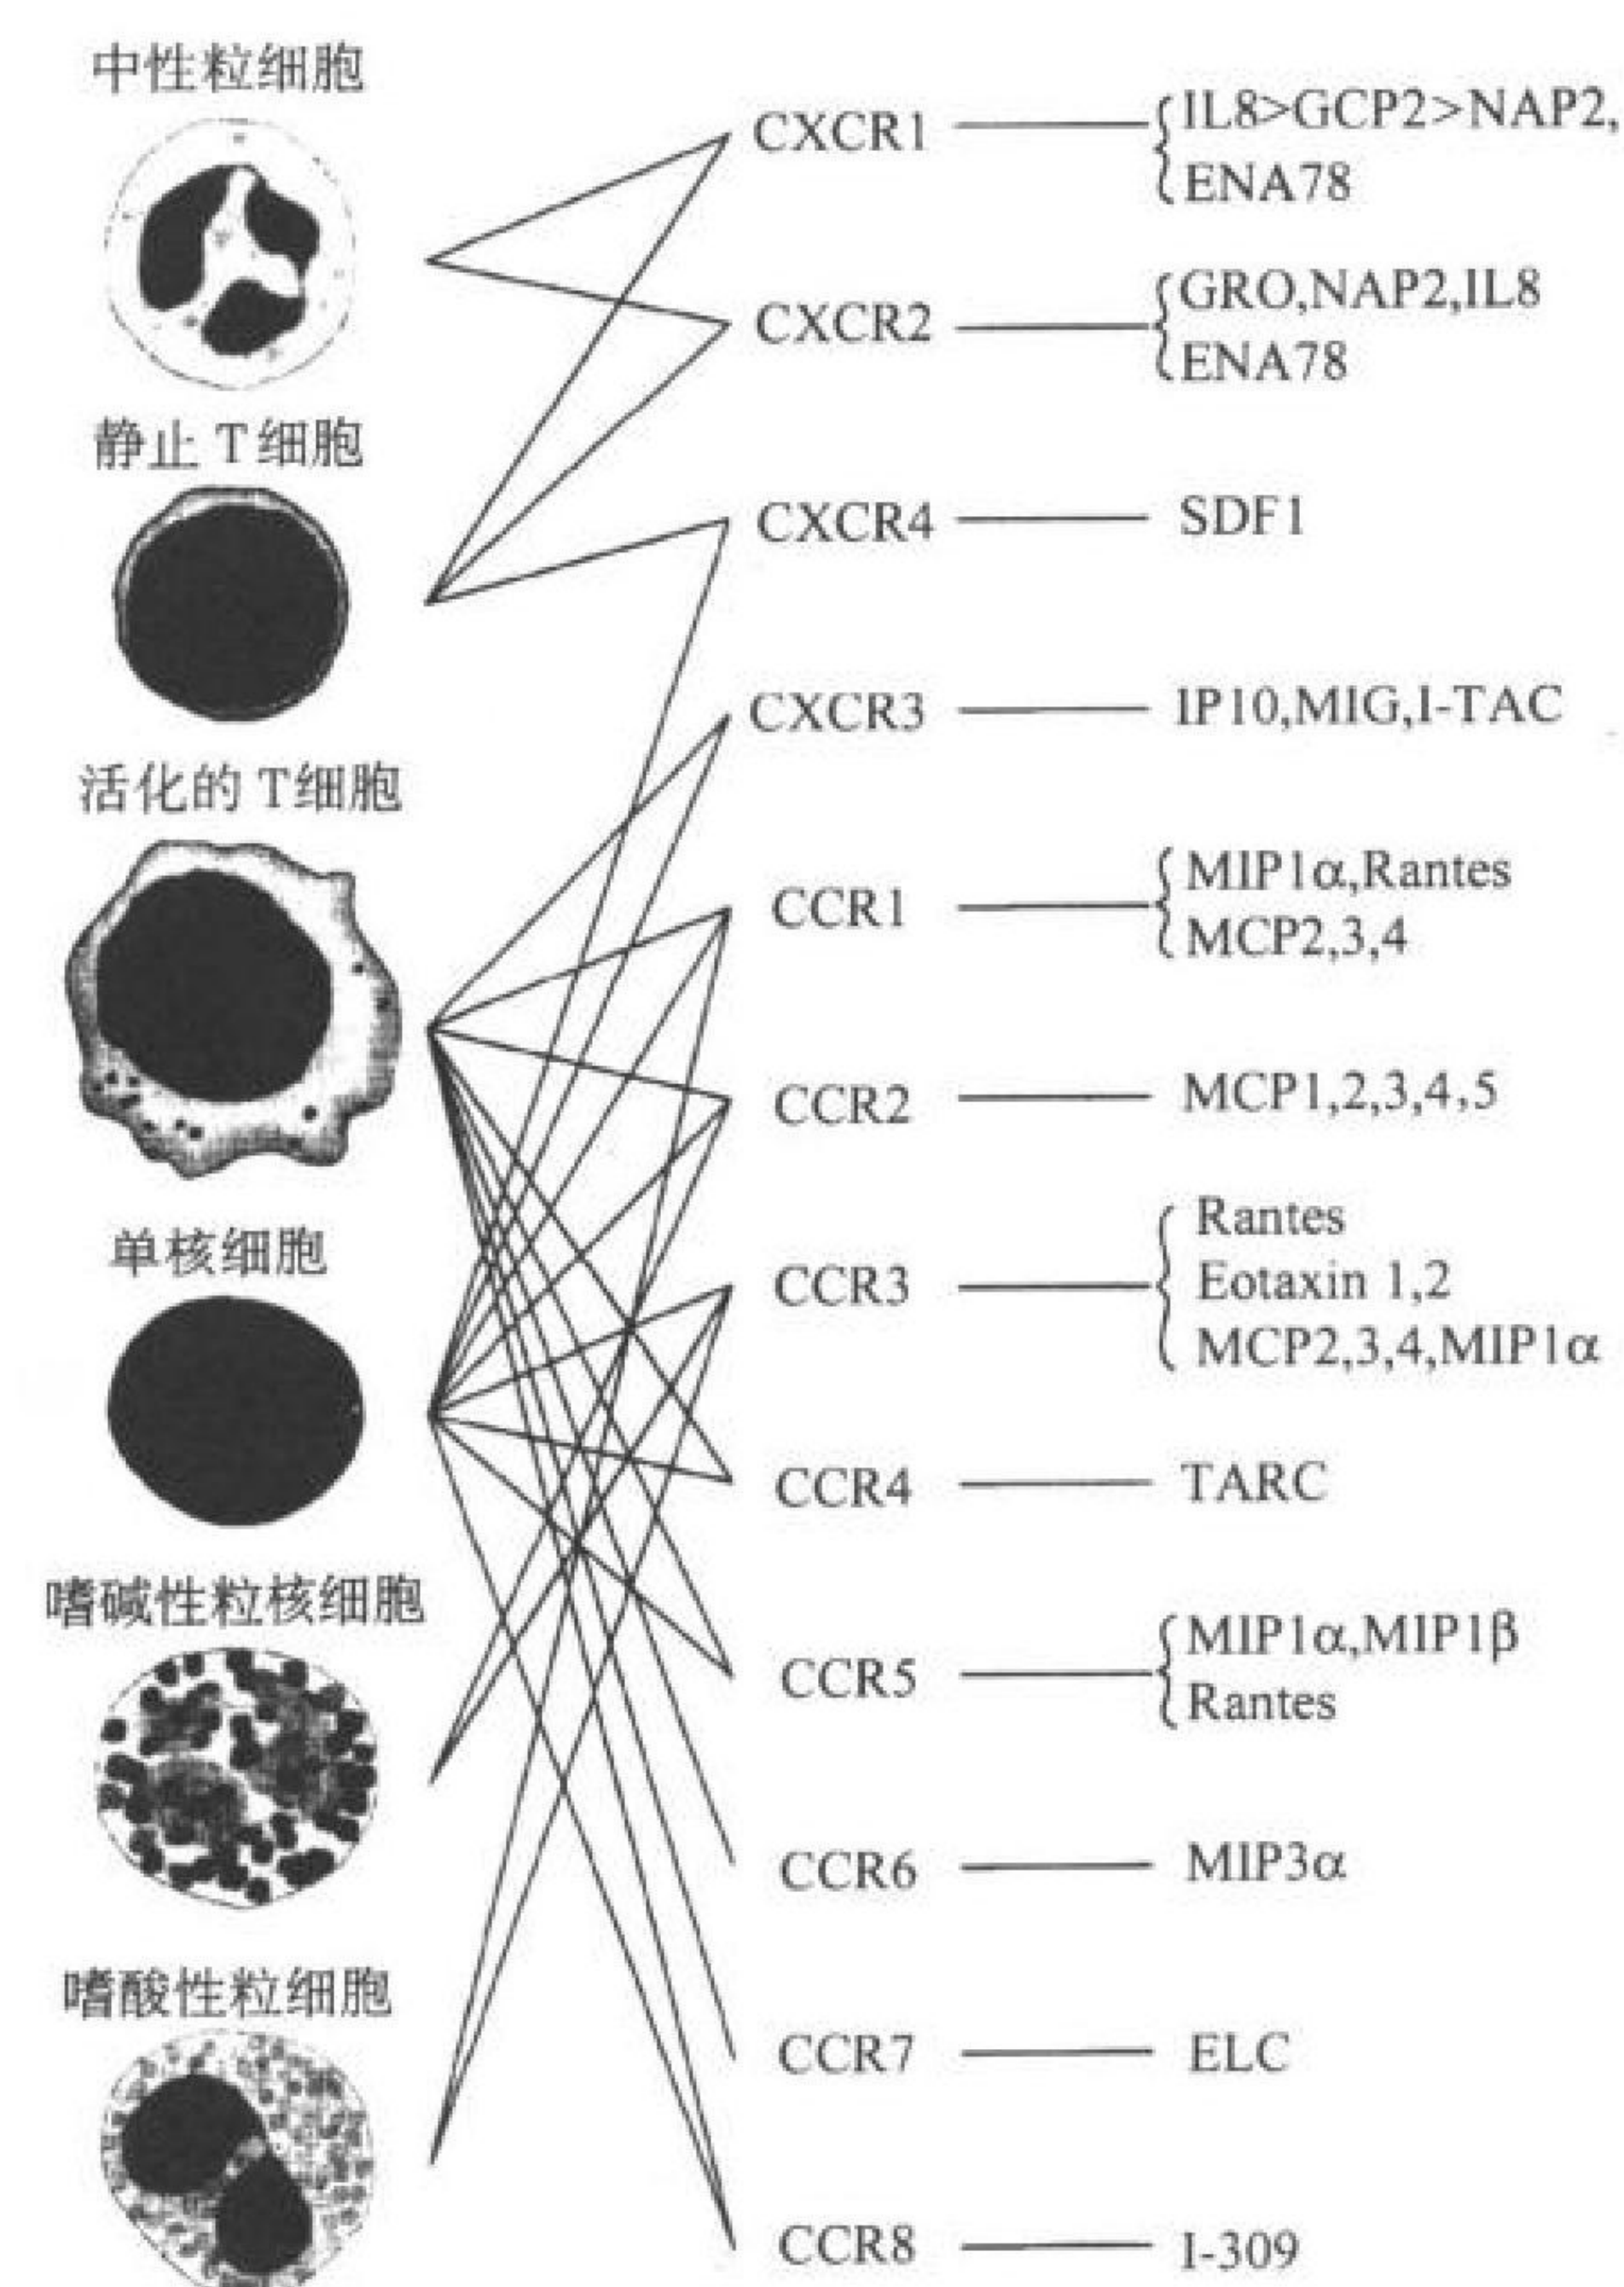 中性粒细胞
CXCR1
IL8>GCP2>NAP2,
ENA78
CXCR2
GRO,NAP2,IL8
ENA78
静止 T 细胞
CXCR4
SDF1
CXCR3
IP10,MIG,I-TAC
活化的 T细胞
CCR1
MIP1α,Rantes
MCP2,3,4
CCR2
MCP1,2,3,4,5
单核细胞
CCR3
Rantes
Eotaxin 1,2
MCP2,3,4,MIP1α
CCR4
TARC
嗜碱性粒核细胞
CCR5
MIP1α,MIP1β
Rantes
CCR6
MIP3α
嗜酸性粒细胞
CCR7
ELC
CCR8
I-309